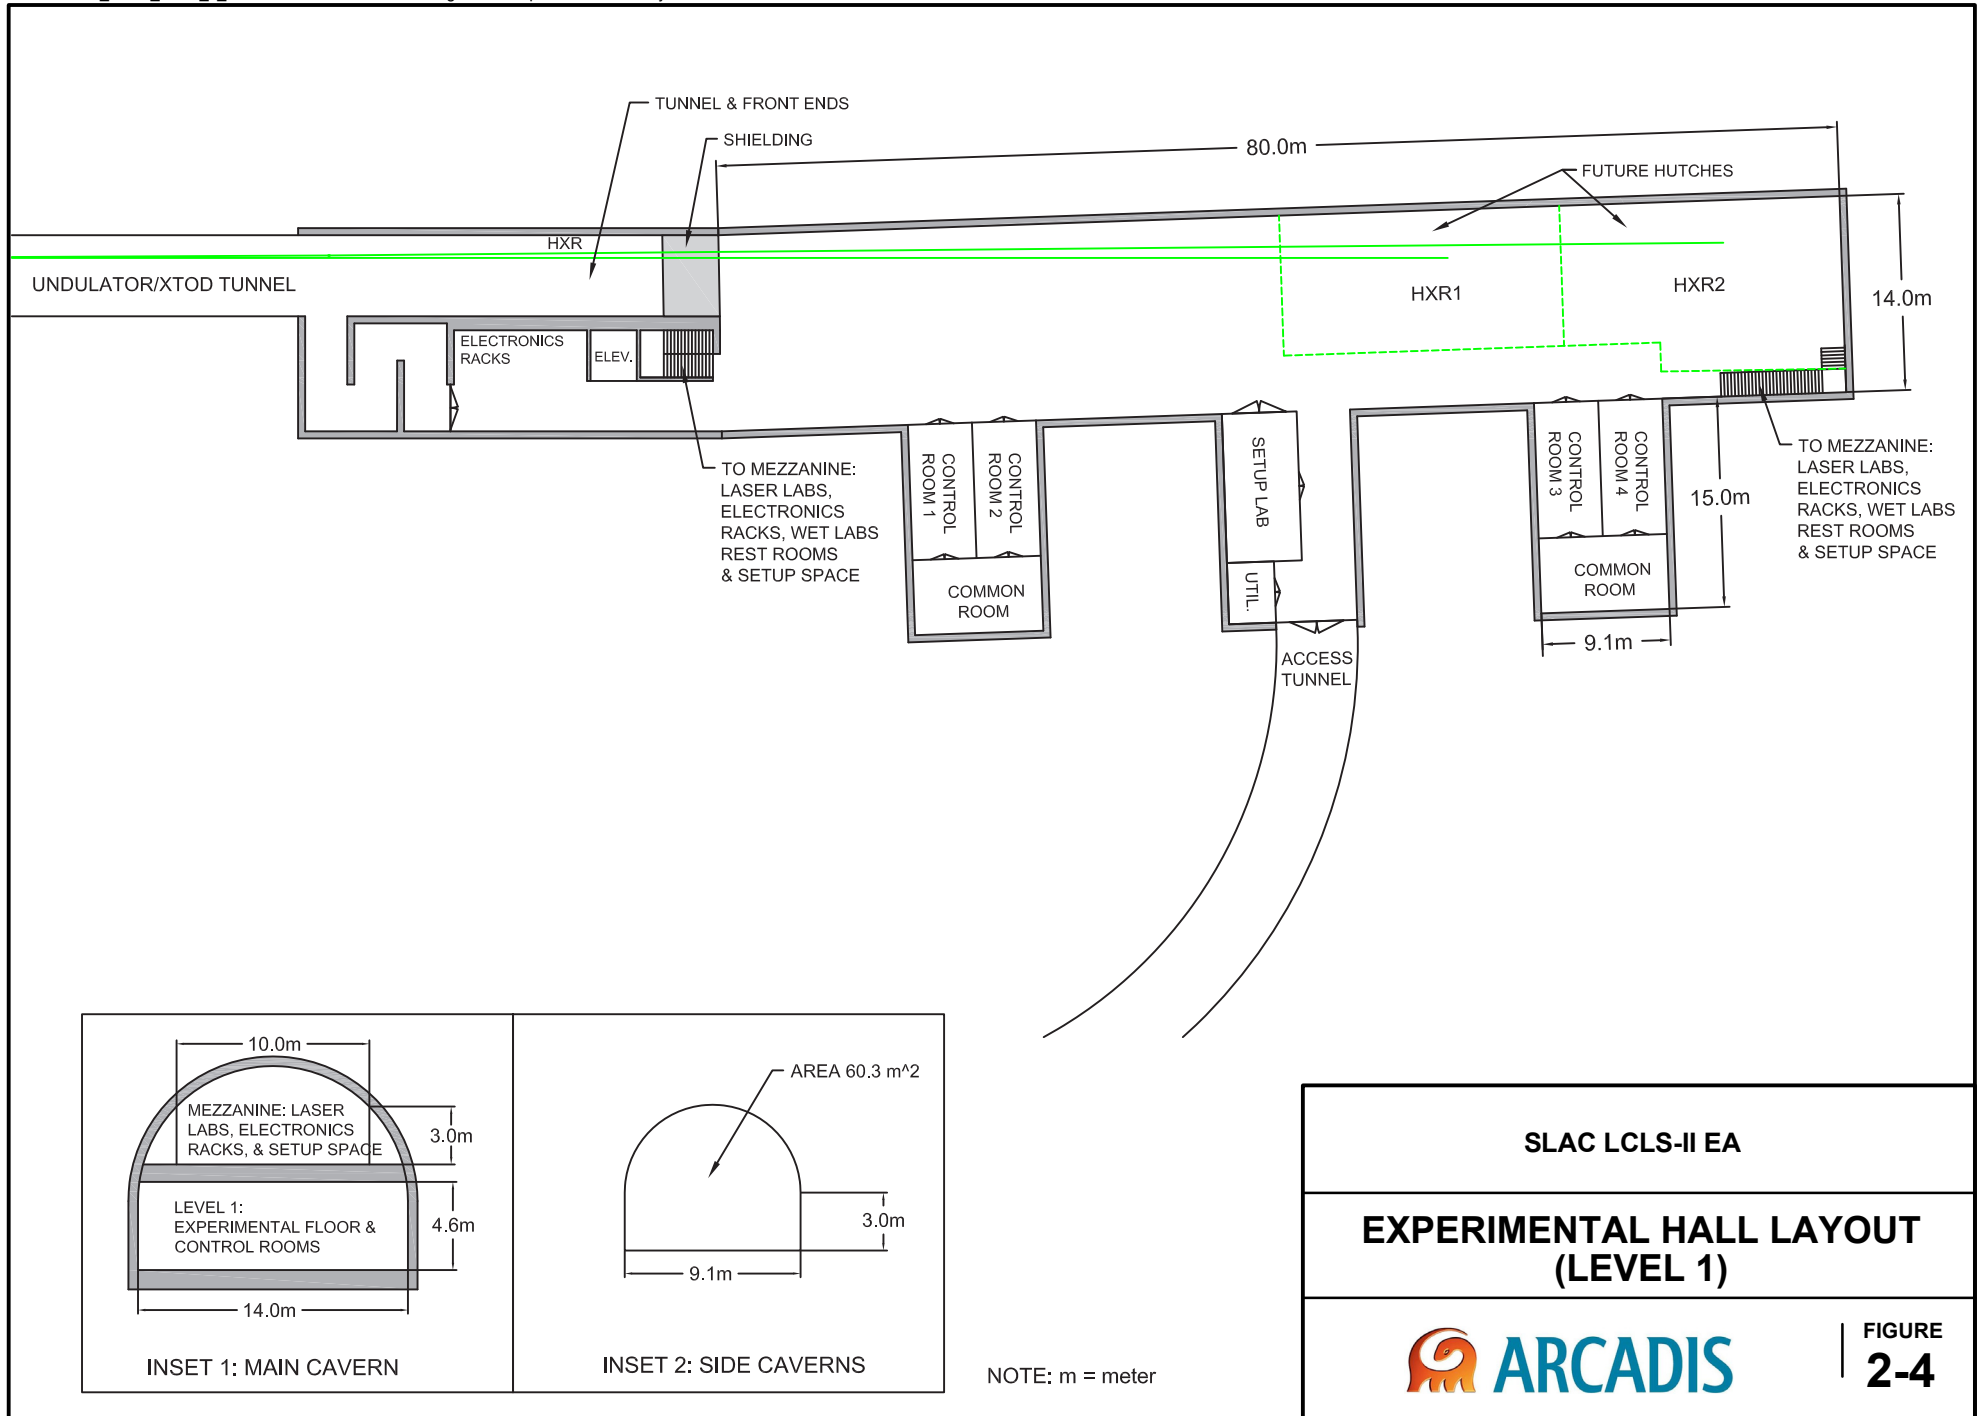 TUNNEL & FRONT ENDS
SHIELDING
80.0m
FUTURE HUTCHES
HXR
UNDULATOR/XTOD TUNNEL
HXR1
HXR2
14.0m
ELECTRONICS
RACKS
ELEV.
TO MEZZANINE:
LASER LABS,
ELECTRONICS
RACKS, WET LABS
REST ROOMS
& SETUP SPACE
CONTROL
ROOM 1
CONTROL
ROOM 2
COMMON
ROOM
SETUP LAB
UTIL.
ACCESS
TUNNEL
CONTROL
ROOM 3
CONTROL
ROOM 4
COMMON
ROOM
15.0m
9.1m
TO MEZZANINE:
LASER LABS,
ELECTRONICS
RACKS, WET LABS
REST ROOMS
& SETUP SPACE
10.0m
MEZZANINE: LASER
LABS, ELECTRONICS
RACKS, & SETUP SPACE
3.0m
LEVEL 1:
EXPERIMENTAL FLOOR &
CONTROL ROOMS
4.6m
14.0m
INSET 1: MAIN CAVERN
AREA 60.3 m^2
3.0m
9.1m
INSET 2: SIDE CAVERNS
NOTE: m = meter
SLAC LCLS-II EA
EXPERIMENTAL HALL LAYOUT
(LEVEL 1)
ARCADIS
FIGURE
2-4